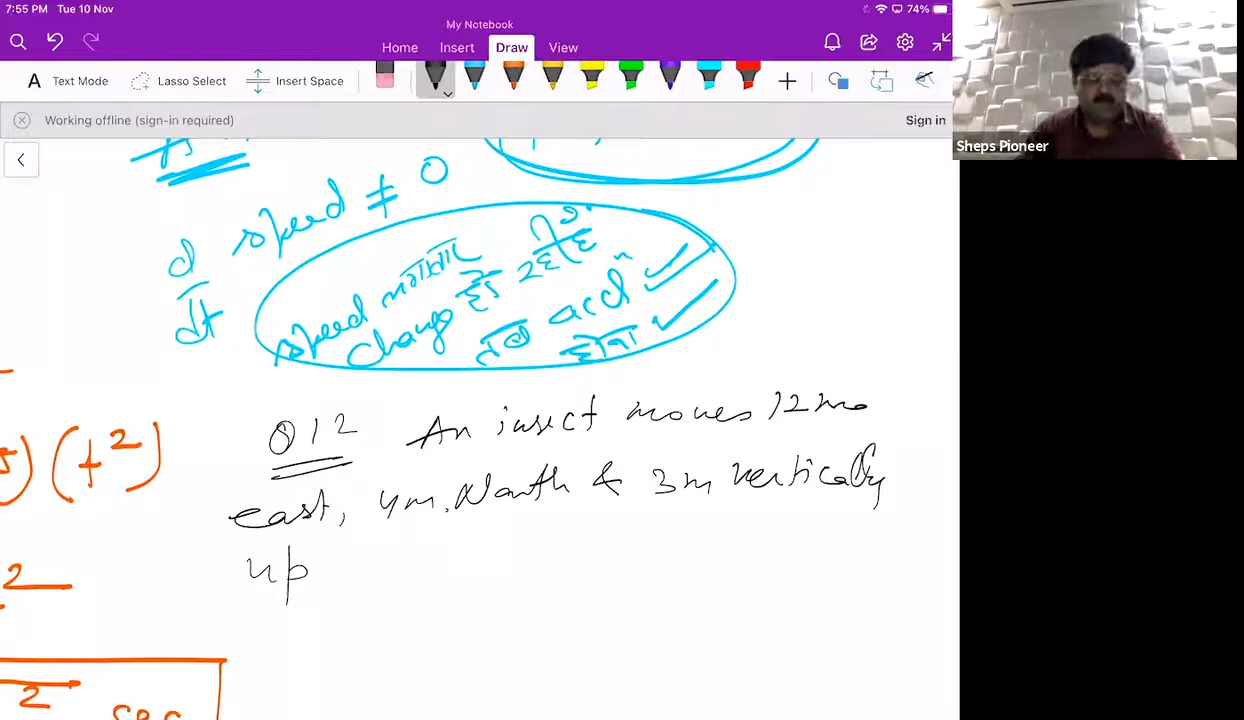 7:55 PM Tue 10 Nov
74%
My Notebook
Home Insert Draw View
A Text Mode Lasso Select Insert Space
Working offline (sign-in required) Sign in
Sheps Pioneer
d speed ≠ 0
dt
speed लगातार
change हो रही है
तब accn
होगा
) (t²)
2
2
sec
Q12 An insect moves 12m
east, 4m. North & 3m vertically
up